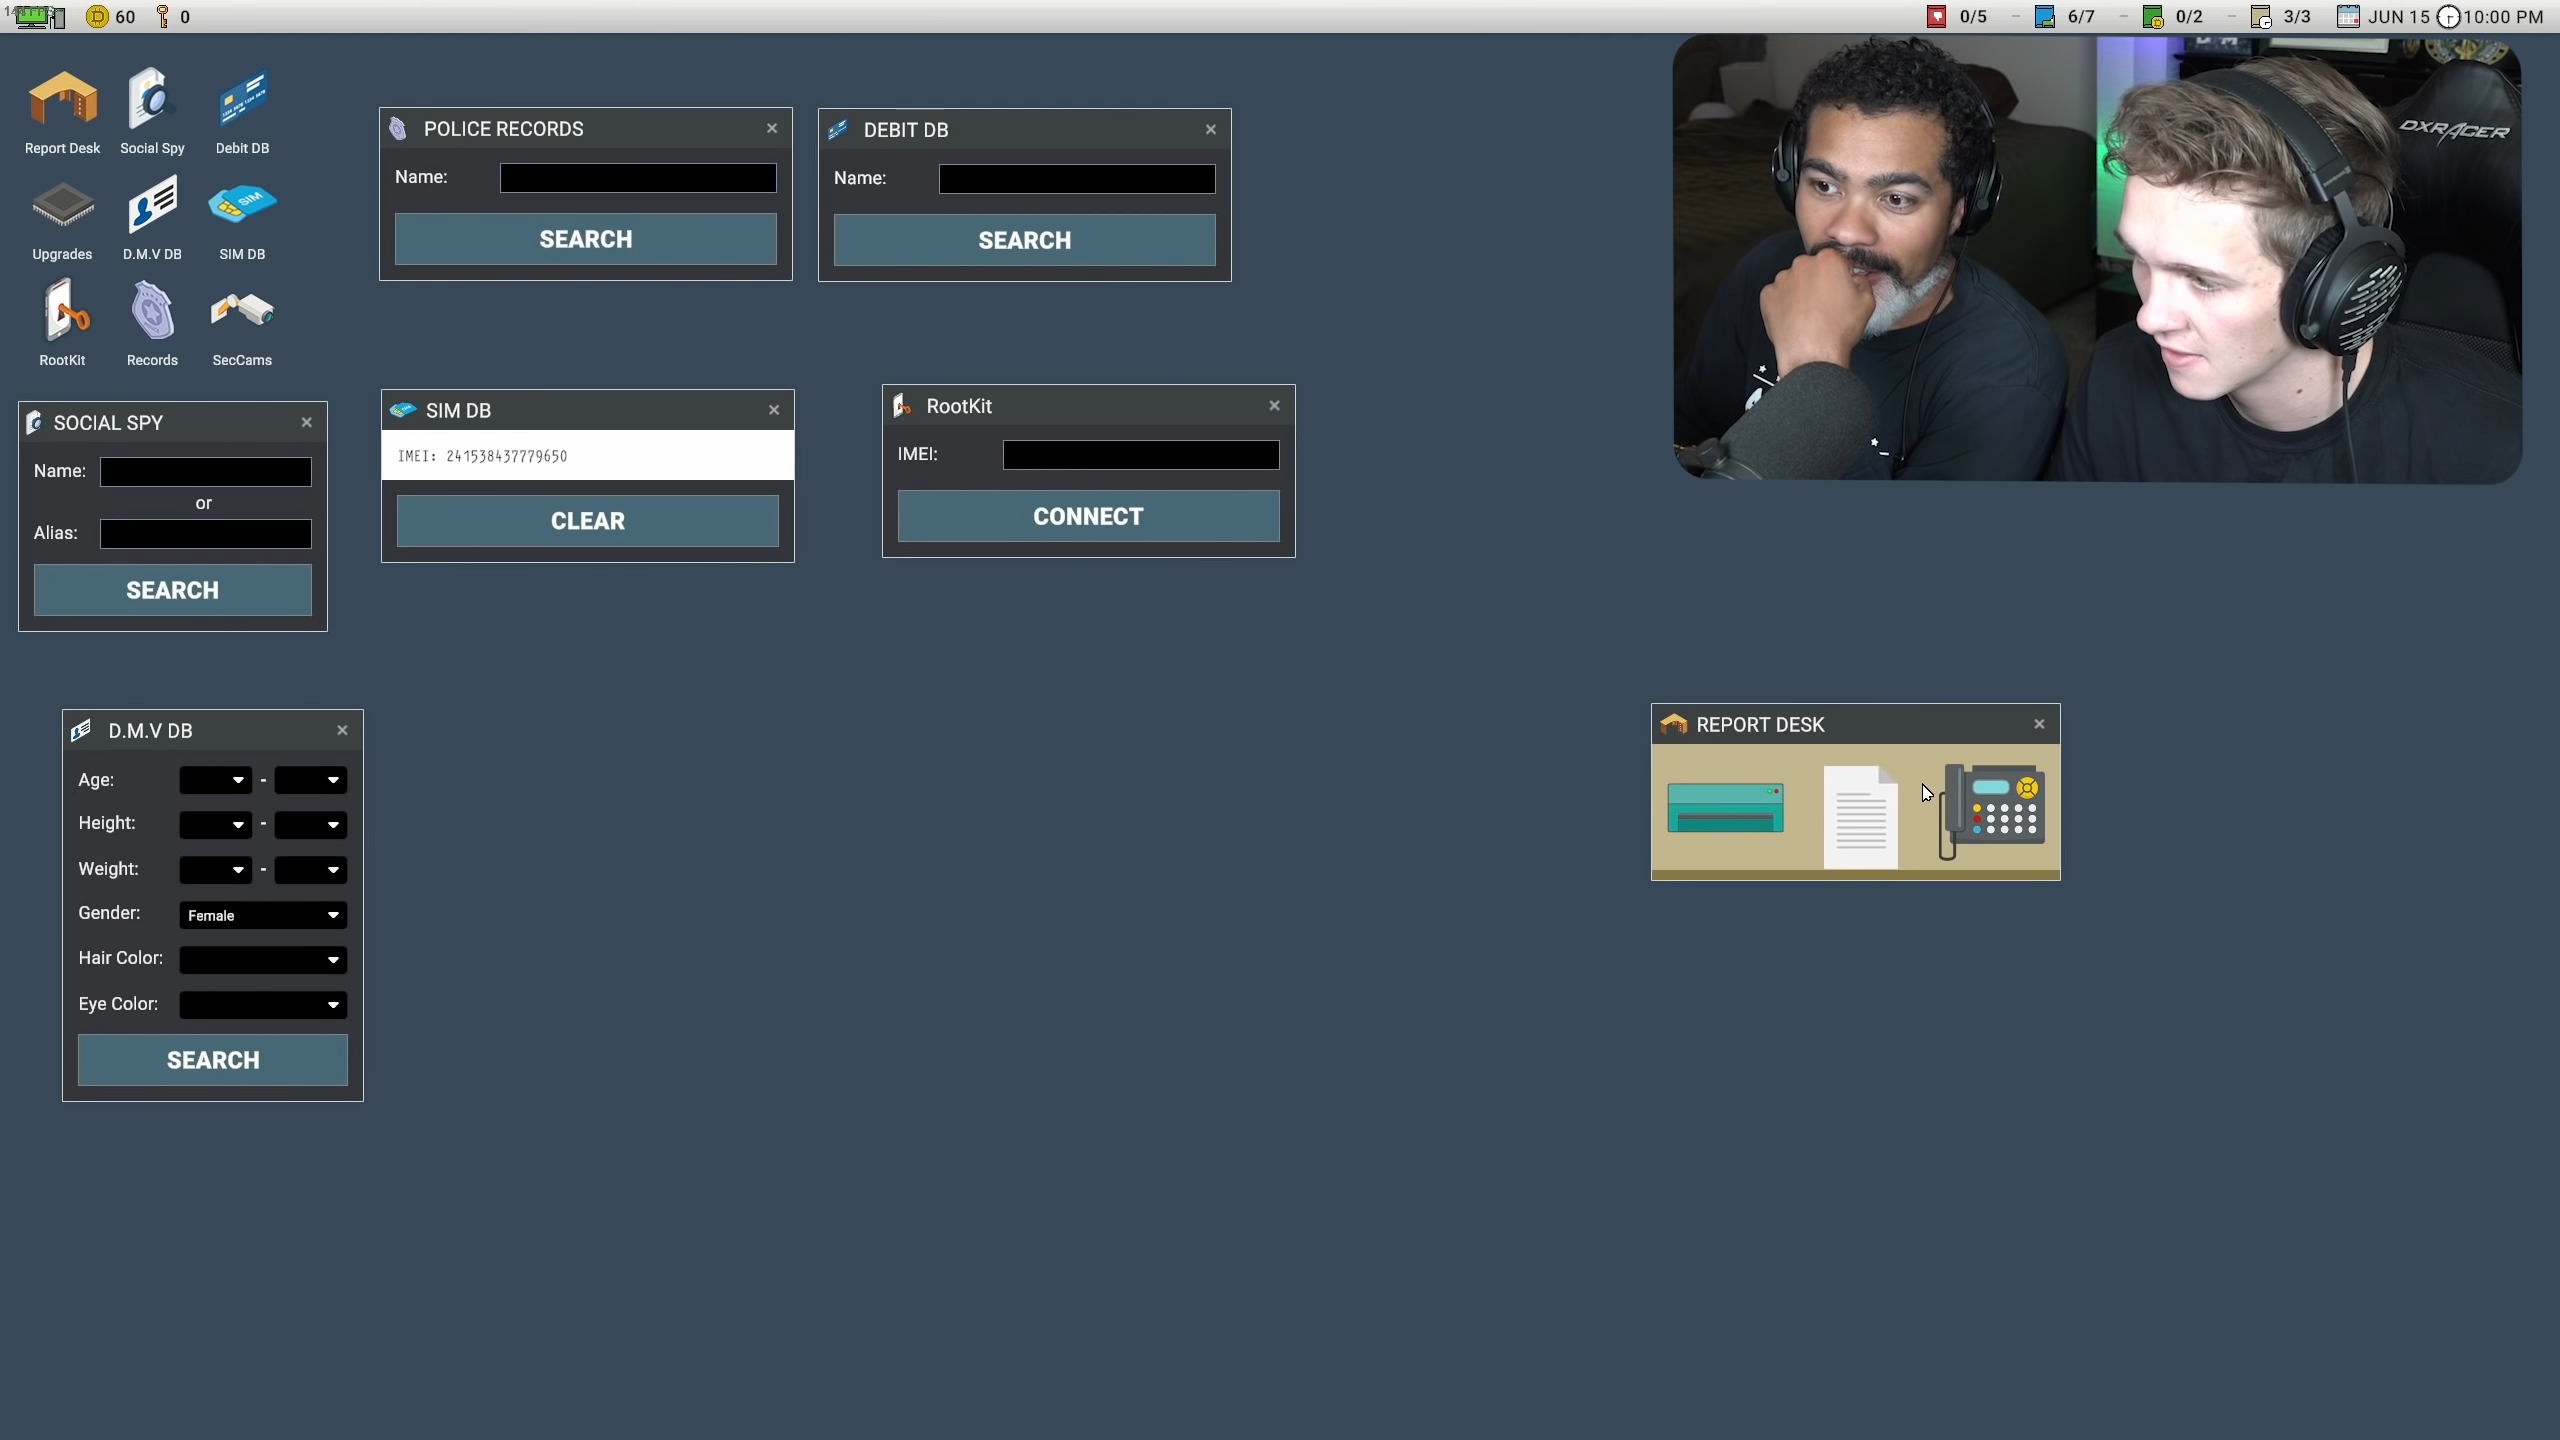 60
0
0/5
6/7
0/2
3/3
JUN 15
10:00 PM
Report Desk
Social Spy
Debit DB
Upgrades
D.M.V DB
SIM DB
RootKit
Records
SecCams
POLICE RECORDS
Name:
SEARCH
DEBIT DB
Name:
SEARCH
DXRACER
SOCIAL SPY
Name:
or
Alias:
SEARCH
SIM DB
IMEI: 241538437779650
CLEAR
RootKit
IMEI:
CONNECT
D.M.V DB
Age:
-
Height:
-
Weight:
-
Gender:
Female
Hair Color:
Eye Color:
SEARCH
REPORT DESK